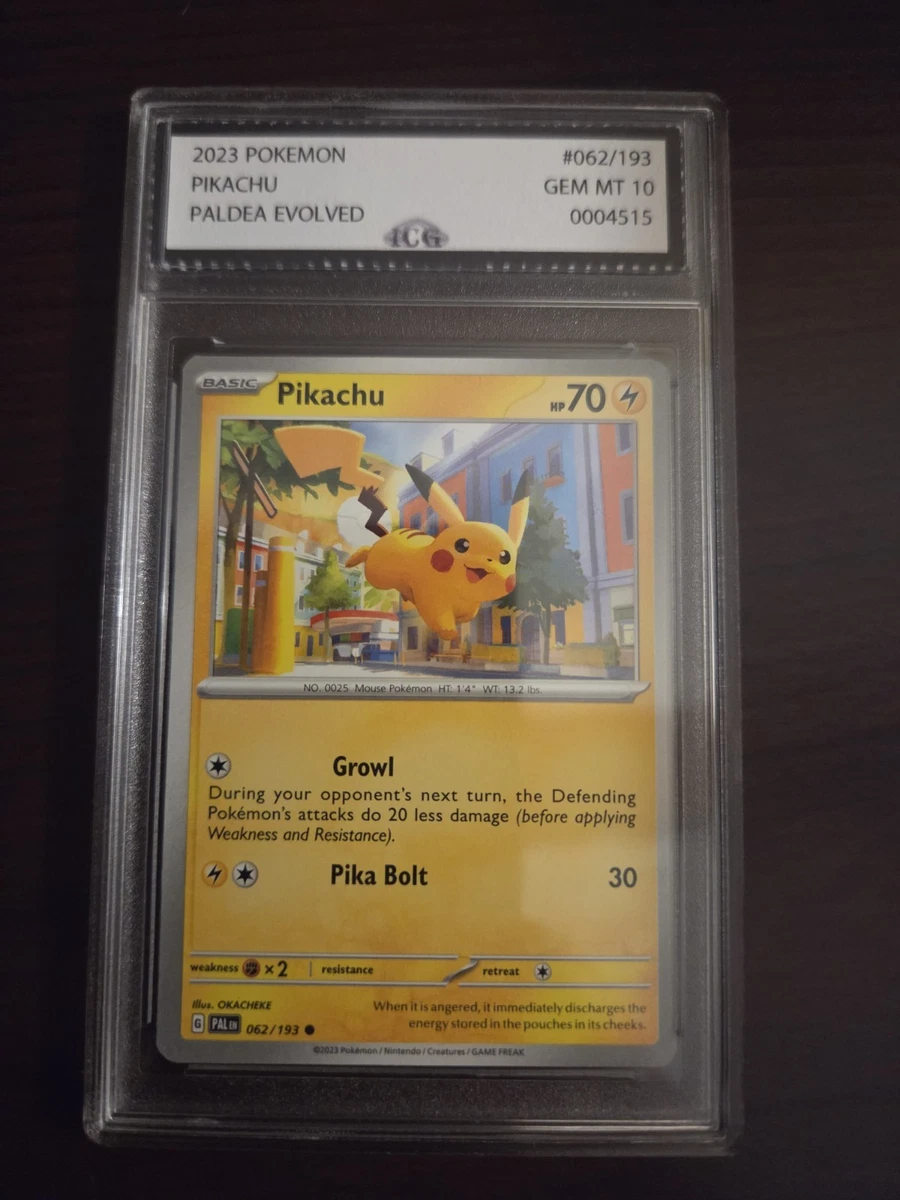 2023 POKEMON #062/193
PIKACHU GEM MT 10
PALDEA EVOLVED 0004515
ICG
BASIC Pikachu HP 70
NO. 0025 Mouse Pokémon HT: 1'4" WT: 13.2 lbs.
Growl
During your opponent's next turn, the Defending
Pokémon's attacks do 20 less damage (before applying
Weakness and Resistance).
Pika Bolt 30
weakness ×2 resistance retreat
Illus. OKACHEKE
When it is angered, it immediately discharges the
energy stored in the pouches in its cheeks.
G PAL EN 062/193
©2023 Pokémon / Nintendo / Creatures / GAME FREAK